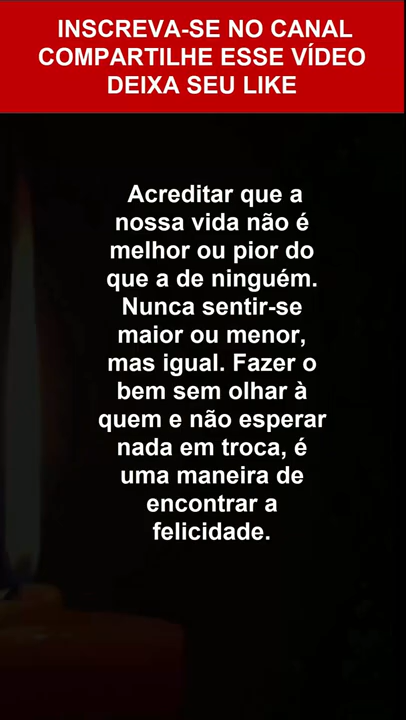 INSCREVA-SE NO CANAL
COMPARTILHE ESSE VÍDEO
DEIXA SEU LIKE
Acreditar que a
nossa vida não é
melhor ou pior do
que a de ninguém.
Nunca sentir-se
maior ou menor,
mas igual. Fazer o
bem sem olhar à
quem e não esperar
nada em troca, é
uma maneira de
encontrar a
felicidade.